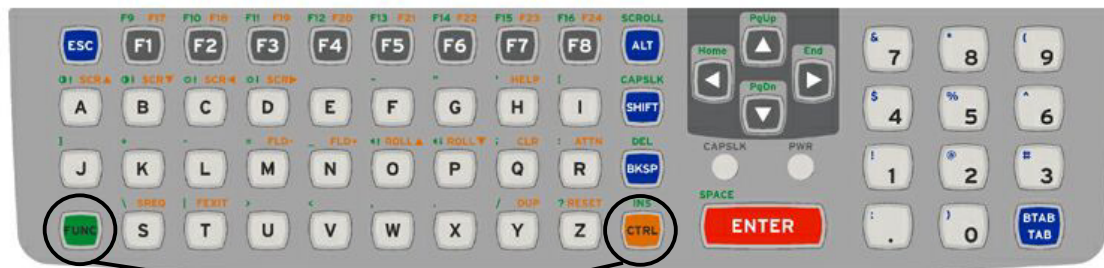 F9 F17 F10 F18 F11 F19 F12 F20 F13 F21 F14 F22 F15 F23 F16 F24 SCROLL PgUp
ESC F1 F2 F3 F4 F5 F6 F7 F8 ALT
& 7 * 8 ( 9
Home End
SCR▲ SCR▼ SCR◀ SCR▶ - " ' HELP [ CAPSLK PgDn
A B C D E F G H I SHIFT
$ 4 % 5 ^ 6
] + - = FLD- _ FLD+ ROLL▲ ROLL▼ ; CLR : ATTN DEL
CAPSLK PWR
J K L M N O P Q R BKSP
! 1 @ 2 # 3
\ SREQ | FEXIT > < , . / DUP ? RESET INS SPACE
FUNC S T U V W X Y Z CTRL ENTER
: . ) 0 BTAB
TAB